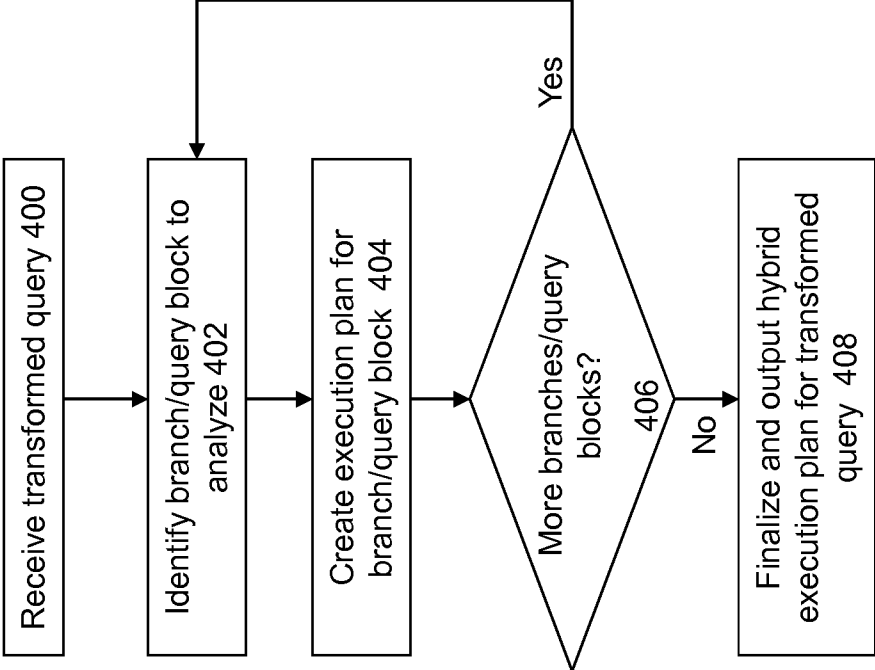 Receive transformed query 400
Identify branch/query block to
analyze 402
Create execution plan for
branch/query block 404
More branches/query
blocks?
406
Yes
No
Finalize and output hybrid
execution plan for transformed
query 408